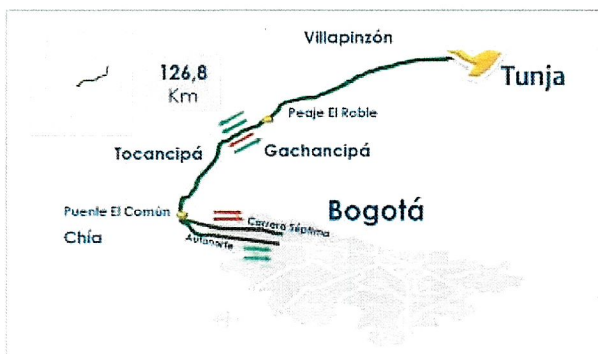 Villapinzón
126,8
Km
Tunja
Peaje El Roble
Tocancipá
Gachancipá
Puente El Común
Bogotá
Carrera Séptima
Chía
Autonorte